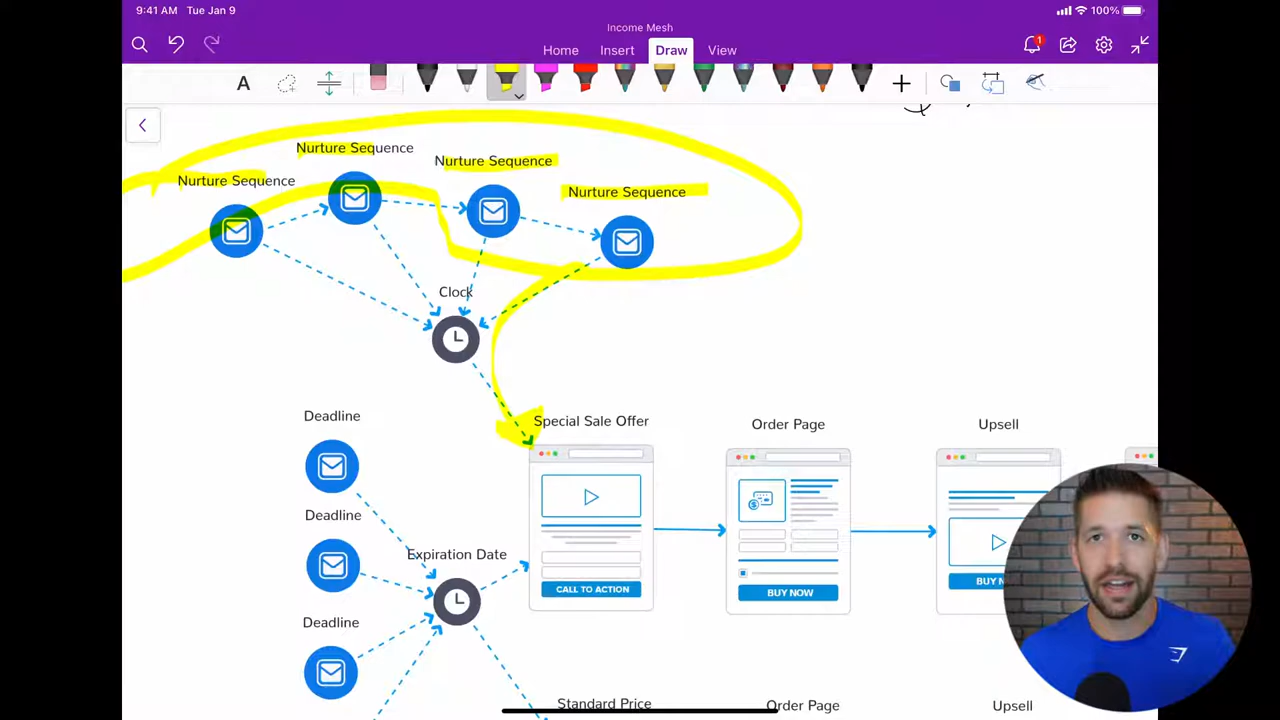 9:41 AM Tue Jan 9
100%
Income Mesh
Home Insert Draw View
1
A
Nurture Sequence
Nurture Sequence
Nurture Sequence
Nurture Sequence
Clock
Deadline
Special Sale Offer
Order Page
Upsell
Deadline
Expiration Date
CALL TO ACTION
BUY NOW
BUY N
Deadline
Standard Price
Order Page
Upsell